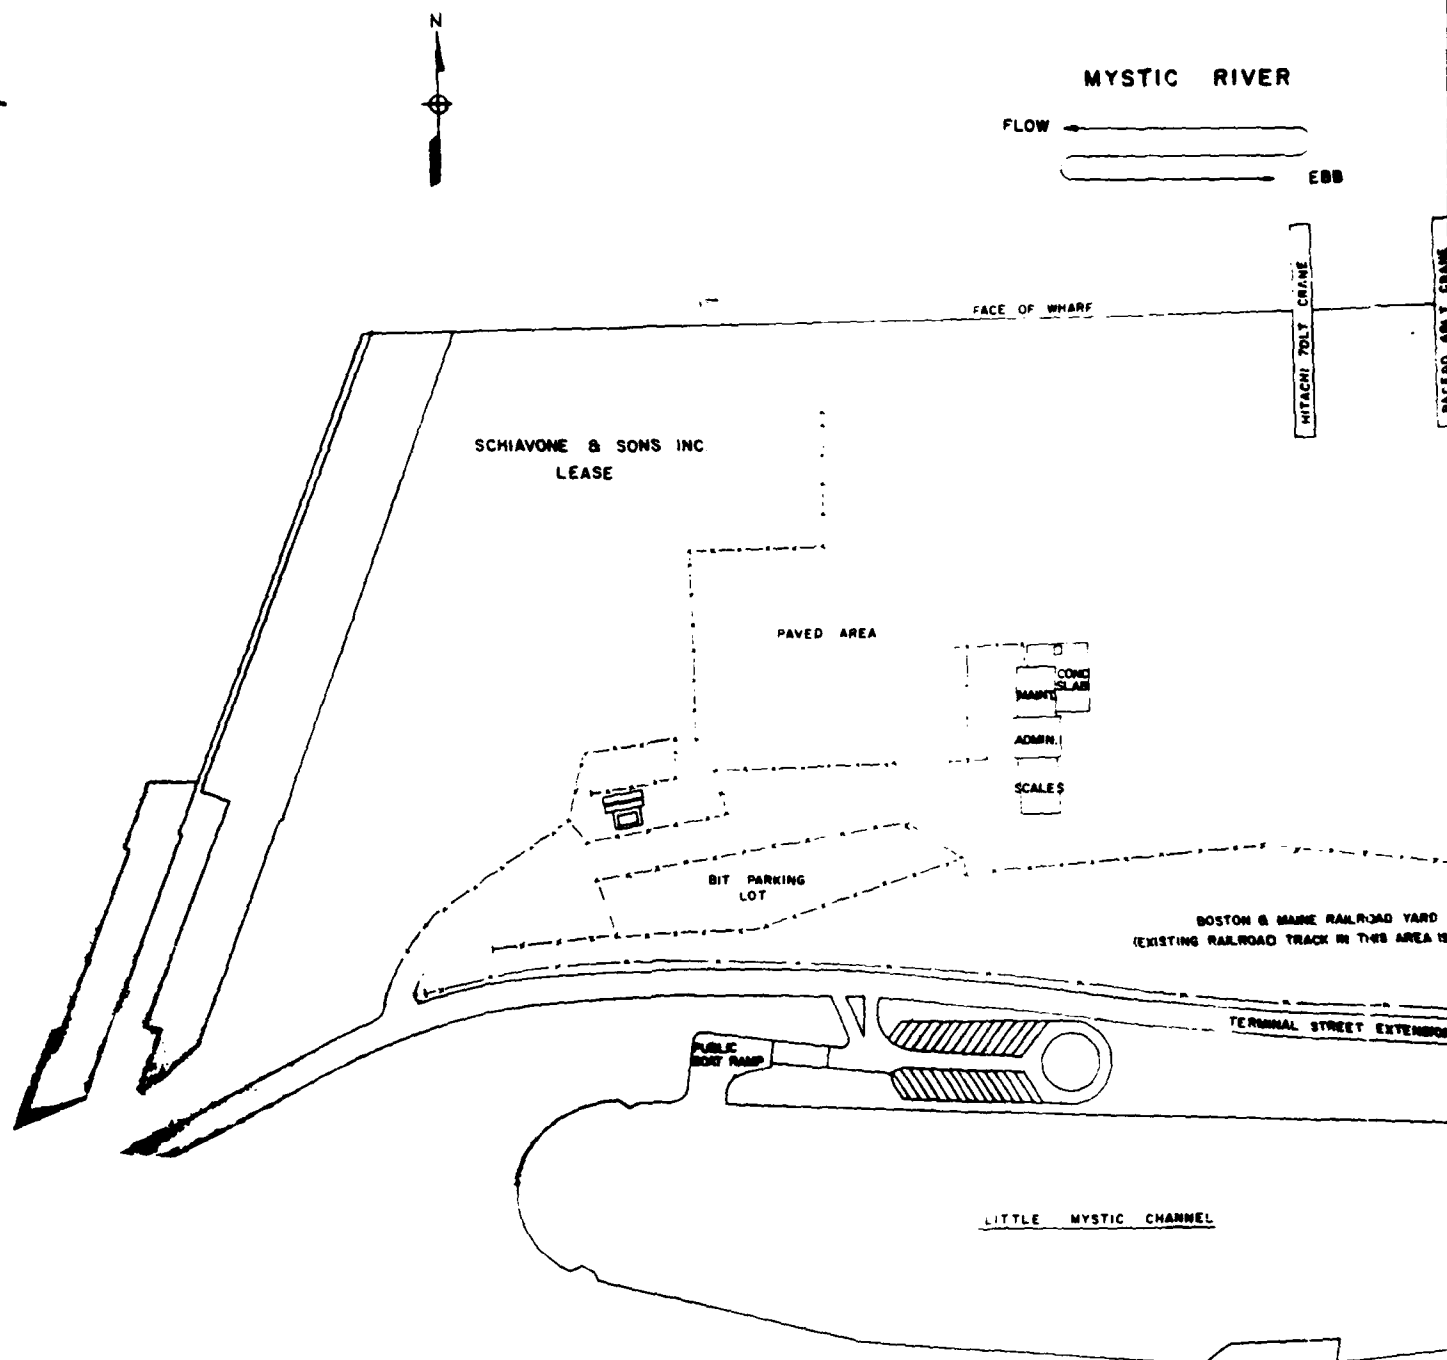 N
MYSTIC RIVER
FLOW
EBB
FACE OF WHARF
HITACHI 70LT CRANE
CRANE
SCHIAVONE & SONS INC.
LEASE
PAVED AREA
CONC
SLAB
MAINT.
ADMIN.
SCALES
BIT PARKING
LOT
BOSTON & MAINE RAILROAD YARD
(EXISTING RAILROAD TRACK IN THIS AREA IS
TERMINAL STREET EXTENSION
PUBLIC
BOAT RAMP
LITTLE MYSTIC CHANNEL